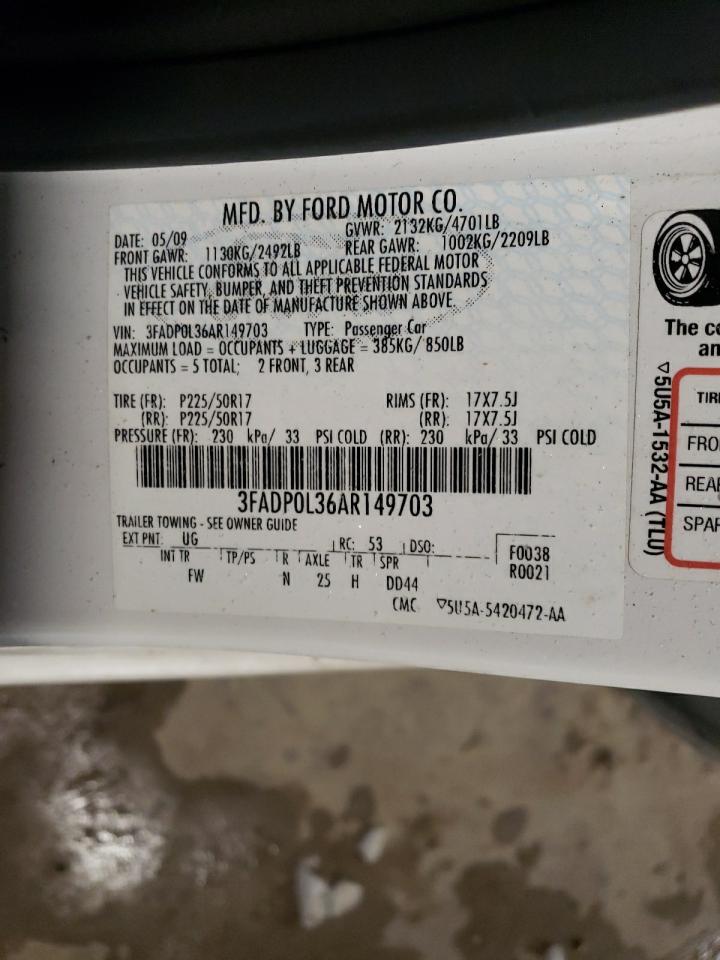 MFD. BY FORD MOTOR CO.
DATE: 05/09 GVWR: 2132KG/4701LB
FRONT GAWR: 1130KG/2492LB REAR GAWR: 1002KG/2209LB
THIS VEHICLE CONFORMS TO ALL APPLICABLE FEDERAL MOTOR
VEHICLE SAFETY, BUMPER, AND THEFT PREVENTION STANDARDS
IN EFFECT ON THE DATE OF MANUFACTURE SHOWN ABOVE.
VIN: 3FADP0L36AR149703 TYPE: Passenger Car
MAXIMUM LOAD = OCCUPANTS + LUGGAGE = 385KG/ 850LB
OCCUPANTS = 5 TOTAL; 2 FRONT, 3 REAR
TIRE (FR): P225/50R17 RIMS (FR): 17X7.5J
(RR): P225/50R17 (RR): 17X7.5J
PRESSURE (FR): 230 kPa/ 33 PSI COLD (RR): 230 kPa/ 33 PSI COLD
3FADP0L36AR149703
TRAILER TOWING - SEE OWNER GUIDE
EXT PNT: UG RC: 53 DSO: F0038
INT TR TP/PS R AXLE TR SPR R0021
FW N 25 H DD44
CMC ▽5U5A-5420472-AA
▽5U5A-1532-AA (TLU)
The co
an
TIRE
FRO
REAR
SPAR